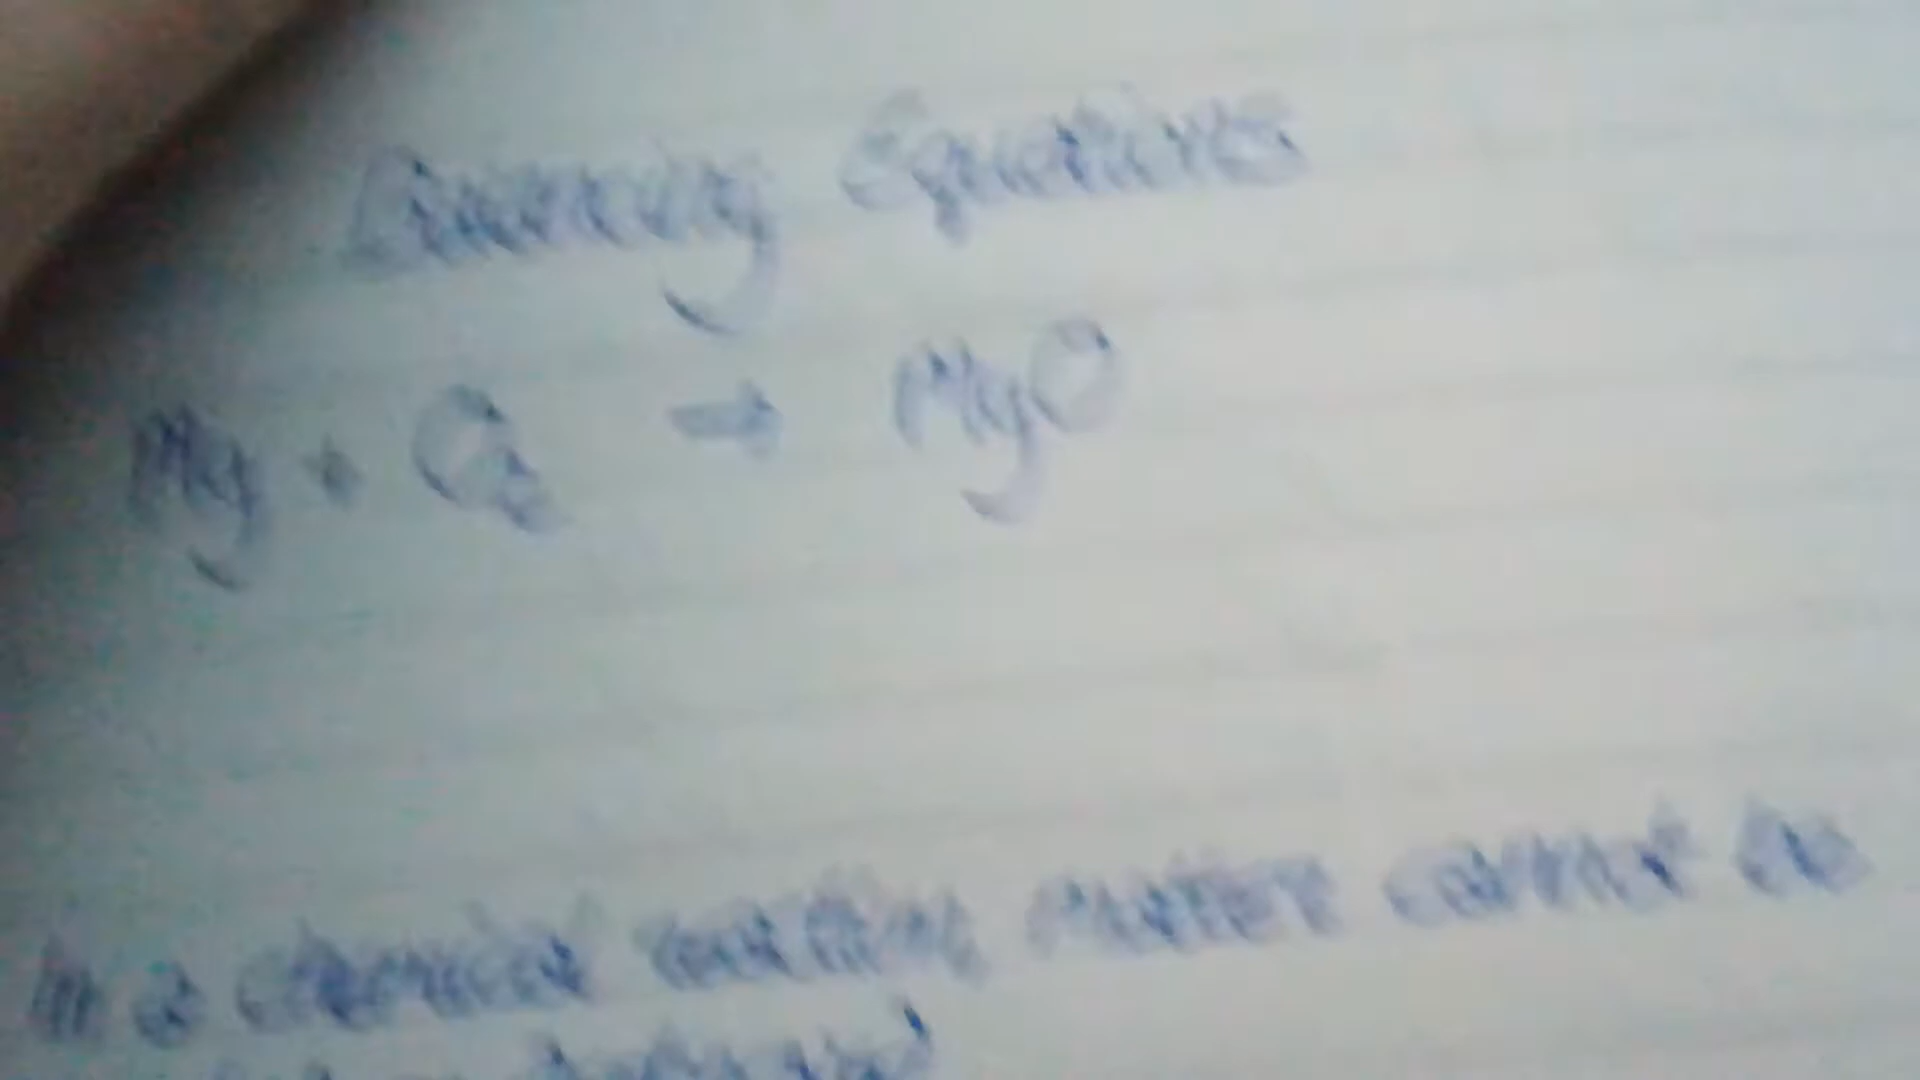 Balancing Equations
Mg + O₂ → MgO
In a chemical reaction matter cannot be